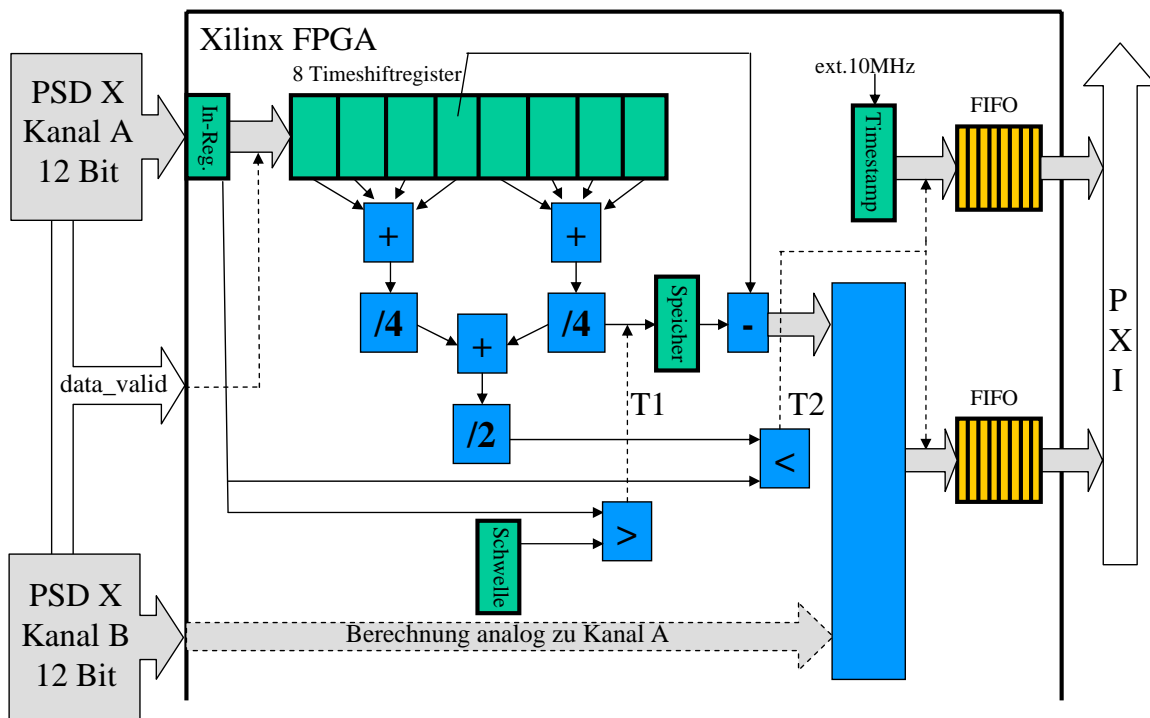 Xilinx FPGA
8 Timeshiftregister
ext.10MHz
PSD X
Kanal A
12 Bit
In-Reg.
Timestamp
FIFO
+
+
/4
/4
+
Speicher
-
data_valid
/2
T1
T2
<
>
Schwelle
FIFO
P
X
I
PSD X
Kanal B
12 Bit
Berechnung analog zu Kanal A